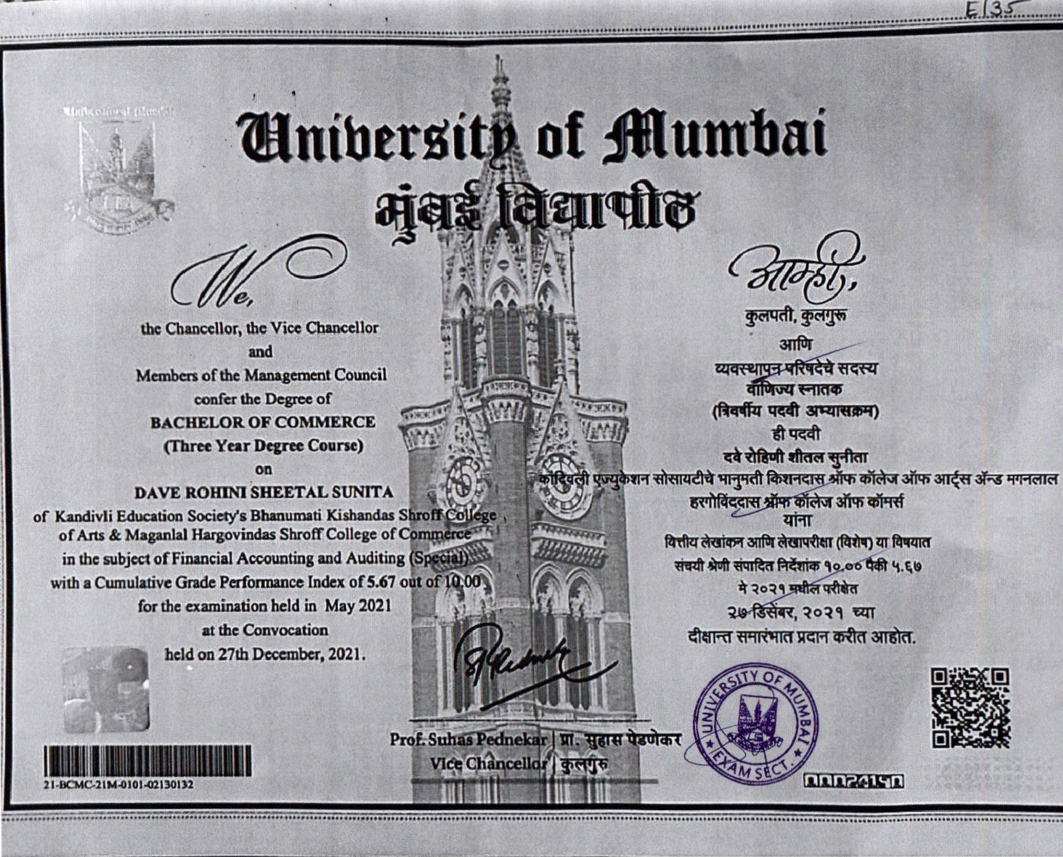 E135
University of Mumbai
मुंबई विद्यापीठ
We,
the Chancellor, the Vice Chancellor
and
Members of the Management Council
confer the Degree of
BACHELOR OF COMMERCE
(Three Year Degree Course)
on
DAVE ROHINI SHEETAL SUNITA
of Kandivli Education Society's Bhanumati Kishandas Shroff College
of Arts & Maganlal Hargovindas Shroff College of Commerce
in the subject of Financial Accounting and Auditing (Special)
with a Cumulative Grade Performance Index of 5.67 out of 10.00
for the examination held in May 2021
at the Convocation
held on 27th December, 2021.
आम्ही,
कुलपती, कुलगुरू
आणि
व्यवस्थापन परिषदेचे सदस्य
वाणिज्य स्नातक
(त्रिवर्षीय पदवी अभ्यासक्रम)
ही पदवी
दवे रोहिणी शीतल सुनीता
कांदिवली एज्युकेशन सोसायटीचे भानुमती किशनदास श्रॉफ कॉलेज ऑफ आर्ट्स ॲन्ड मगनलाल
हरगोविंददास श्रॉफ कॉलेज ऑफ कॉमर्स
यांना
वित्तीय लेखांकन आणि लेखापरीक्षा (विशेष) या विषयात
संचयी श्रेणी संपादित निर्देशांक १०.०० पैकी ५.६७
मे २०२१ मधील परीक्षेत
२७ डिसेंबर, २०२१ च्या
दीक्षान्त समारंभात प्रदान करीत आहोत.
Prof. Suhas Pednekar | प्रा. सुहास पेडणेकर
Vice Chancellor | कुलगुरू
UNIVERSITY OF MUMBAI
EXAM SECT.
21-BCMC-21M-0101-02130132